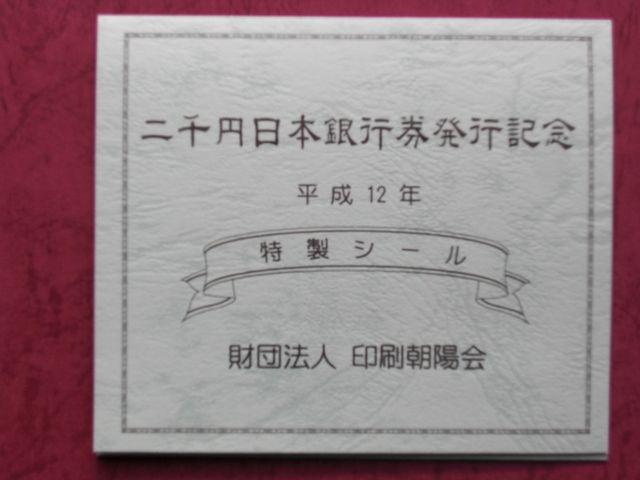 二千円日本銀行券発行記念
平成12年
特製シール
財団法人 印刷朝陽会